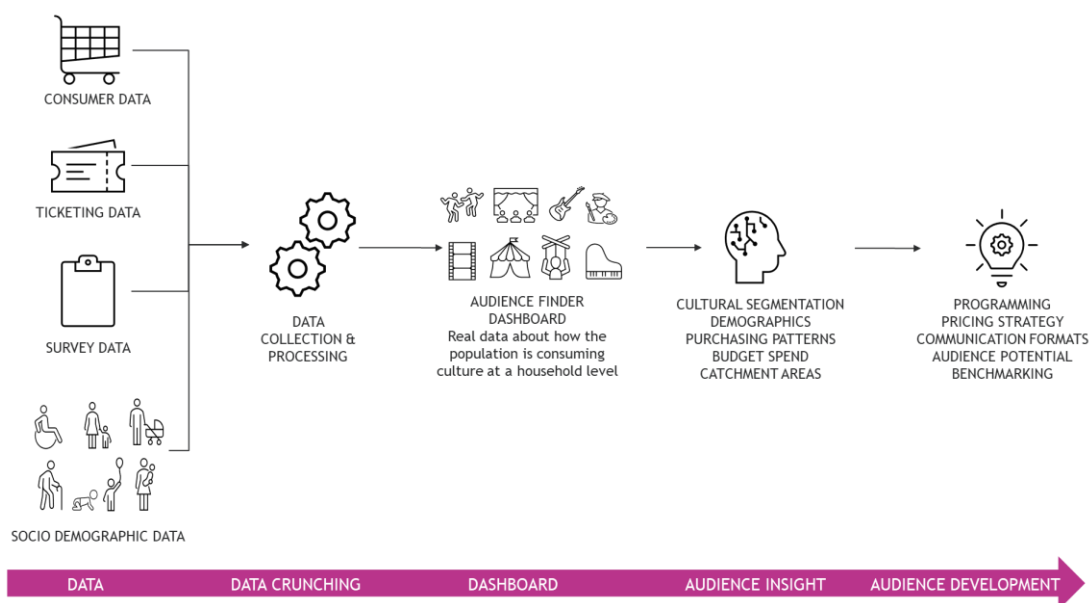 CONSUMER DATA
TICKETING DATA
SURVEY DATA
SOCIO DEMOGRAPHIC DATA
DATA
COLLECTION &
PROCESSING
AUDIENCE FINDER
DASHBOARD
Real data about how the
population is consuming
culture at a household level
CULTURAL SEGMENTATION
DEMOGRAPHICS
PURCHASING PATTERNS
BUDGET SPEND
CATCHMENT AREAS
PROGRAMMING
PRICING STRATEGY
COMMUNICATION FORMATS
AUDIENCE POTENTIAL
BENCHMARKING
DATA
DATA CRUNCHING
DASHBOARD
AUDIENCE INSIGHT
AUDIENCE DEVELOPMENT